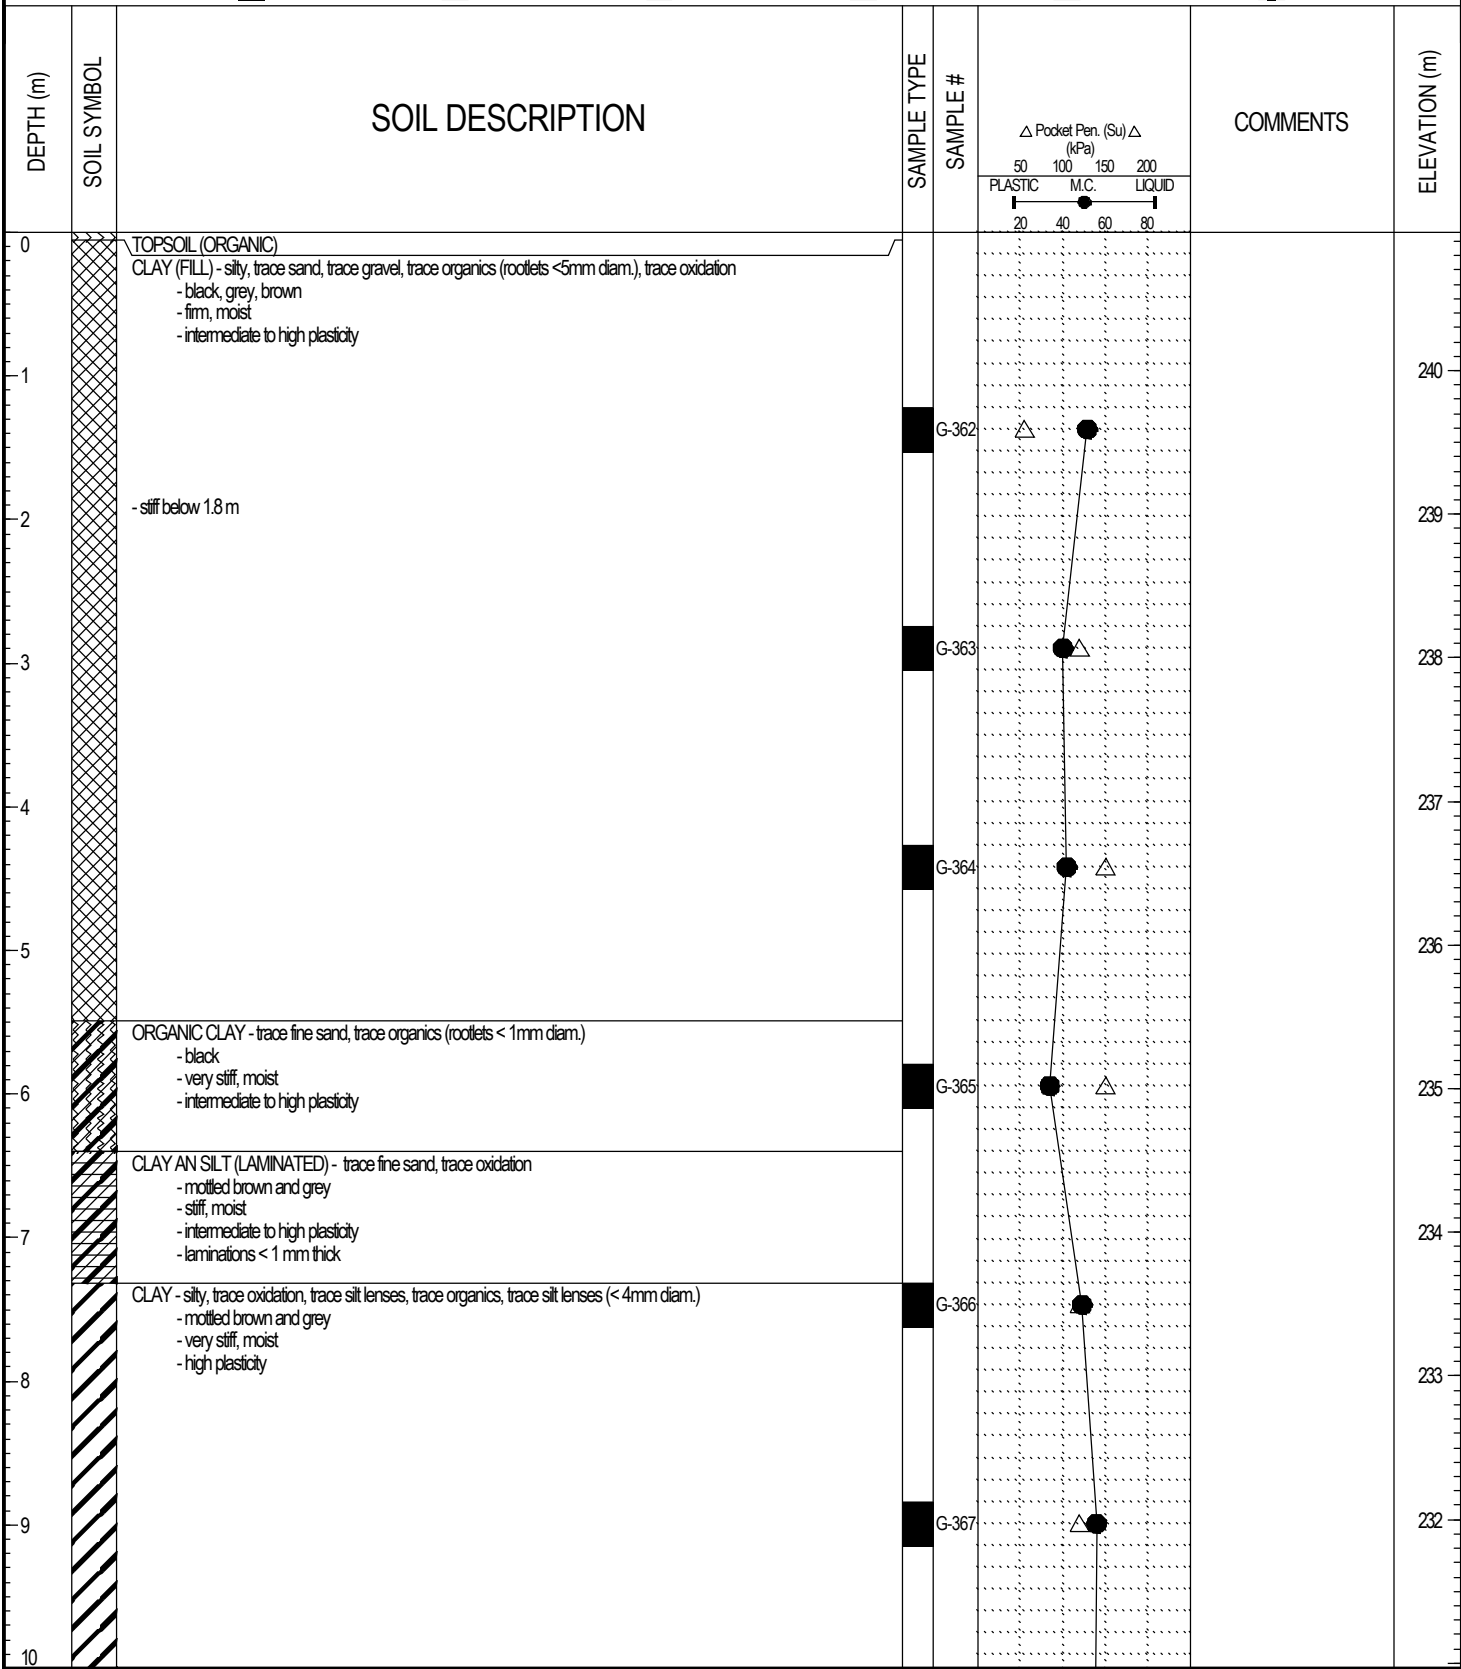 DEPTH (m)
SOIL SYMBOL
SOIL DESCRIPTION
SAMPLE TYPE
SAMPLE #
△ Pocket Pen. (Su) △
(kPa)
50 100 150 200
PLASTIC M.C. LIQUID
20 40 60 80
COMMENTS
ELEVATION (m)
0
TOPSOIL (ORGANIC)
CLAY (FILL) - silty, trace sand, trace gravel, trace organics (rootlets <5mm diam.), trace oxidation
- black, grey, brown
- firm, moist
- intermediate to high plasticity
1
240
G-362
- stiff below 1.8 m
2
239
G-363
3
238
4
237
G-364
5
236
ORGANIC CLAY - trace fine sand, trace organics (rootlets < 1mm diam.)
- black
- very stiff, moist
- intermediate to high plasticity
G-365
6
235
CLAY AN SILT (LAMINATED) - trace fine sand, trace oxidation
- mottled brown and grey
- stiff, moist
- intermediate to high plasticity
- laminations < 1 mm thick
7
234
CLAY - silty, trace oxidation, trace silt lenses, trace organics, trace silt lenses (< 4mm diam.)
- mottled brown and grey
- very stiff, moist
- high plasticity
G-366
8
233
9
G-367
232
10